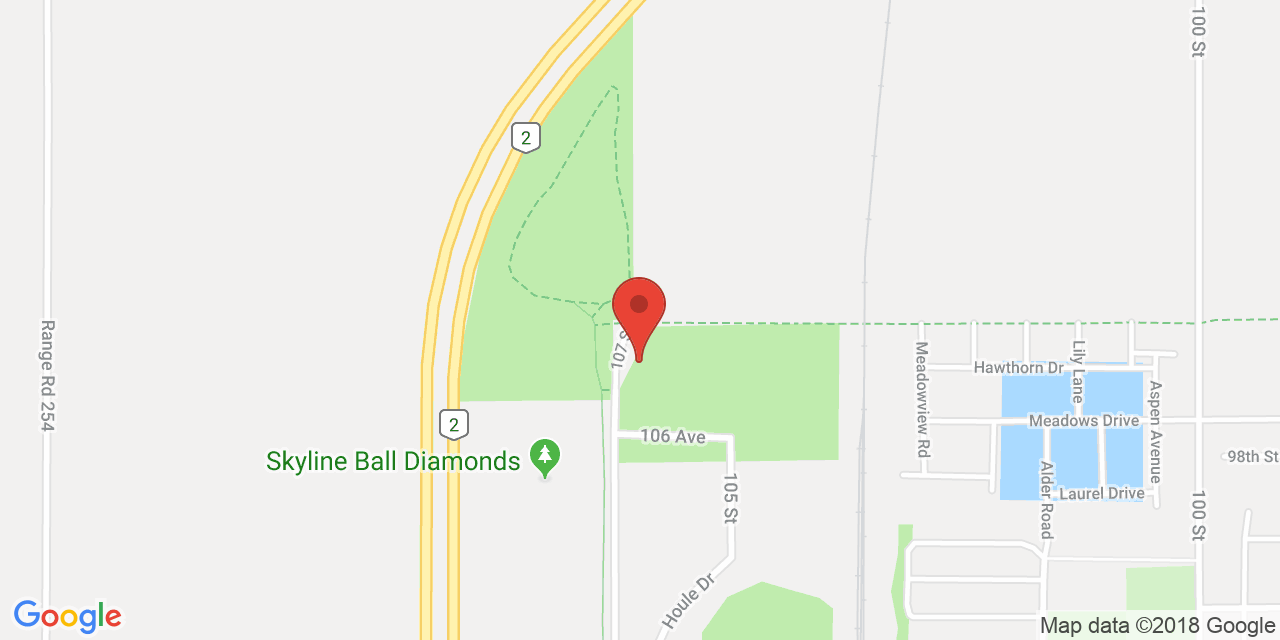 100 St
2
Range Rd 254
107 S
Meadowview Rd
Hawthorn Dr
Lily Lane
Aspen Avenue
2
106 Ave
Meadows Drive
Skyline Ball Diamonds
98th St
105 St
Alder Road
Laurel Drive
100 St
Houle Dr
Google
Map data ©2018 Google